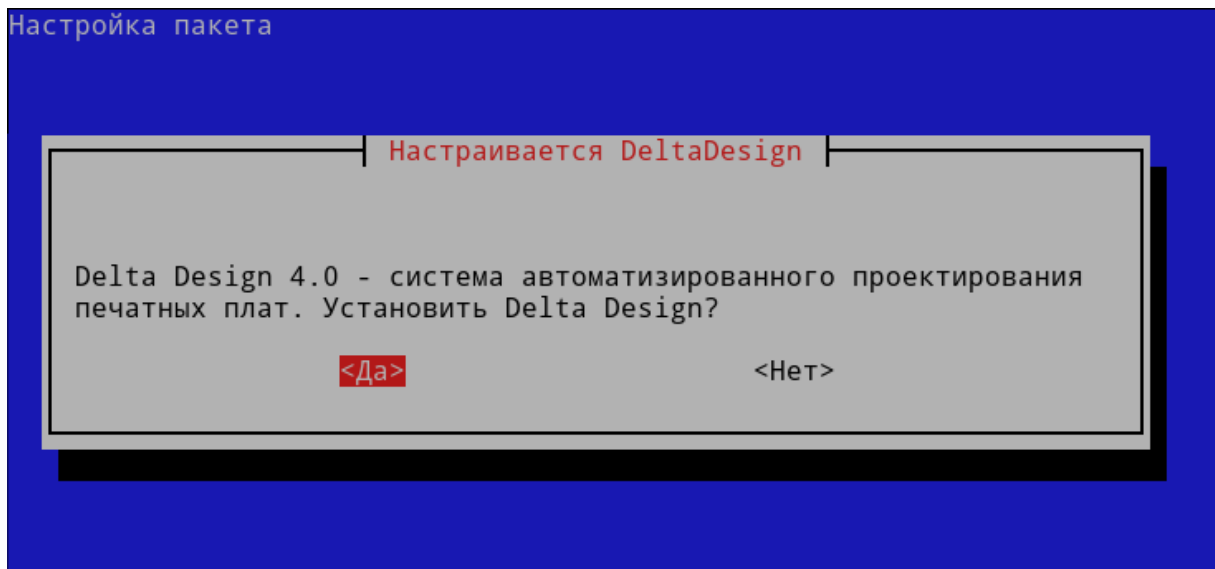 Настройка пакета
Настраивается DeltaDesign
Delta Design 4.0 - система автоматизированного проектирования
печатных плат. Установить Delta Design?
<Да> <Нет>